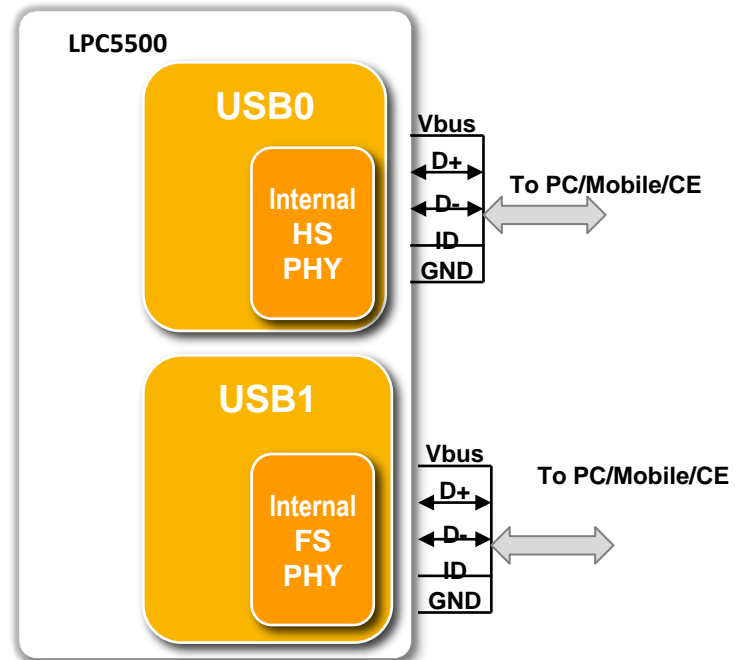 LPC5500
USB0
Internal
HS
PHY
Vbus
D+
D-
ID
GND
To PC/Mobile/CE
USB1
Internal
FS
PHY
Vbus
D+
D-
ID
GND
To PC/Mobile/CE